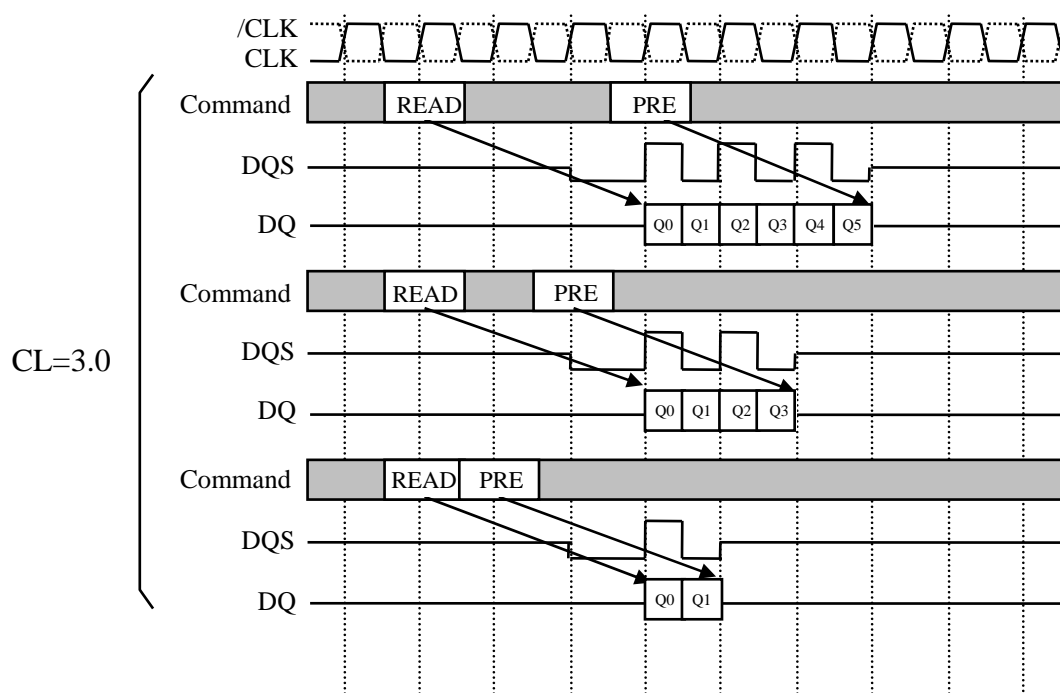 /CLK
CLK
Command READ PRE
DQS
DQ Q0 Q1 Q2 Q3 Q4 Q5
Command READ PRE
CL=3.0
DQS
DQ Q0 Q1 Q2 Q3
Command READ PRE
DQS
DQ Q0 Q1